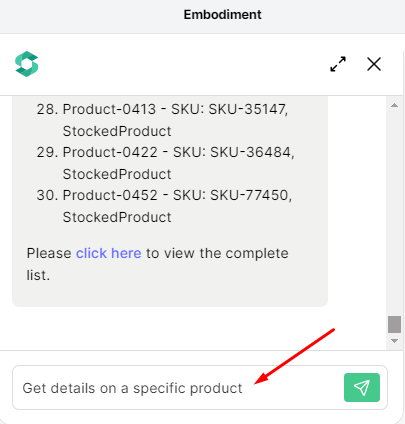 Embodiment
28. Product-0413 - SKU: SKU-35147,
StockedProduct
29. Product-0422 - SKU: SKU-36484,
StockedProduct
30. Product-0452 - SKU: SKU-77450,
StockedProduct
Please click here to view the complete
list.
Get details on a specific product